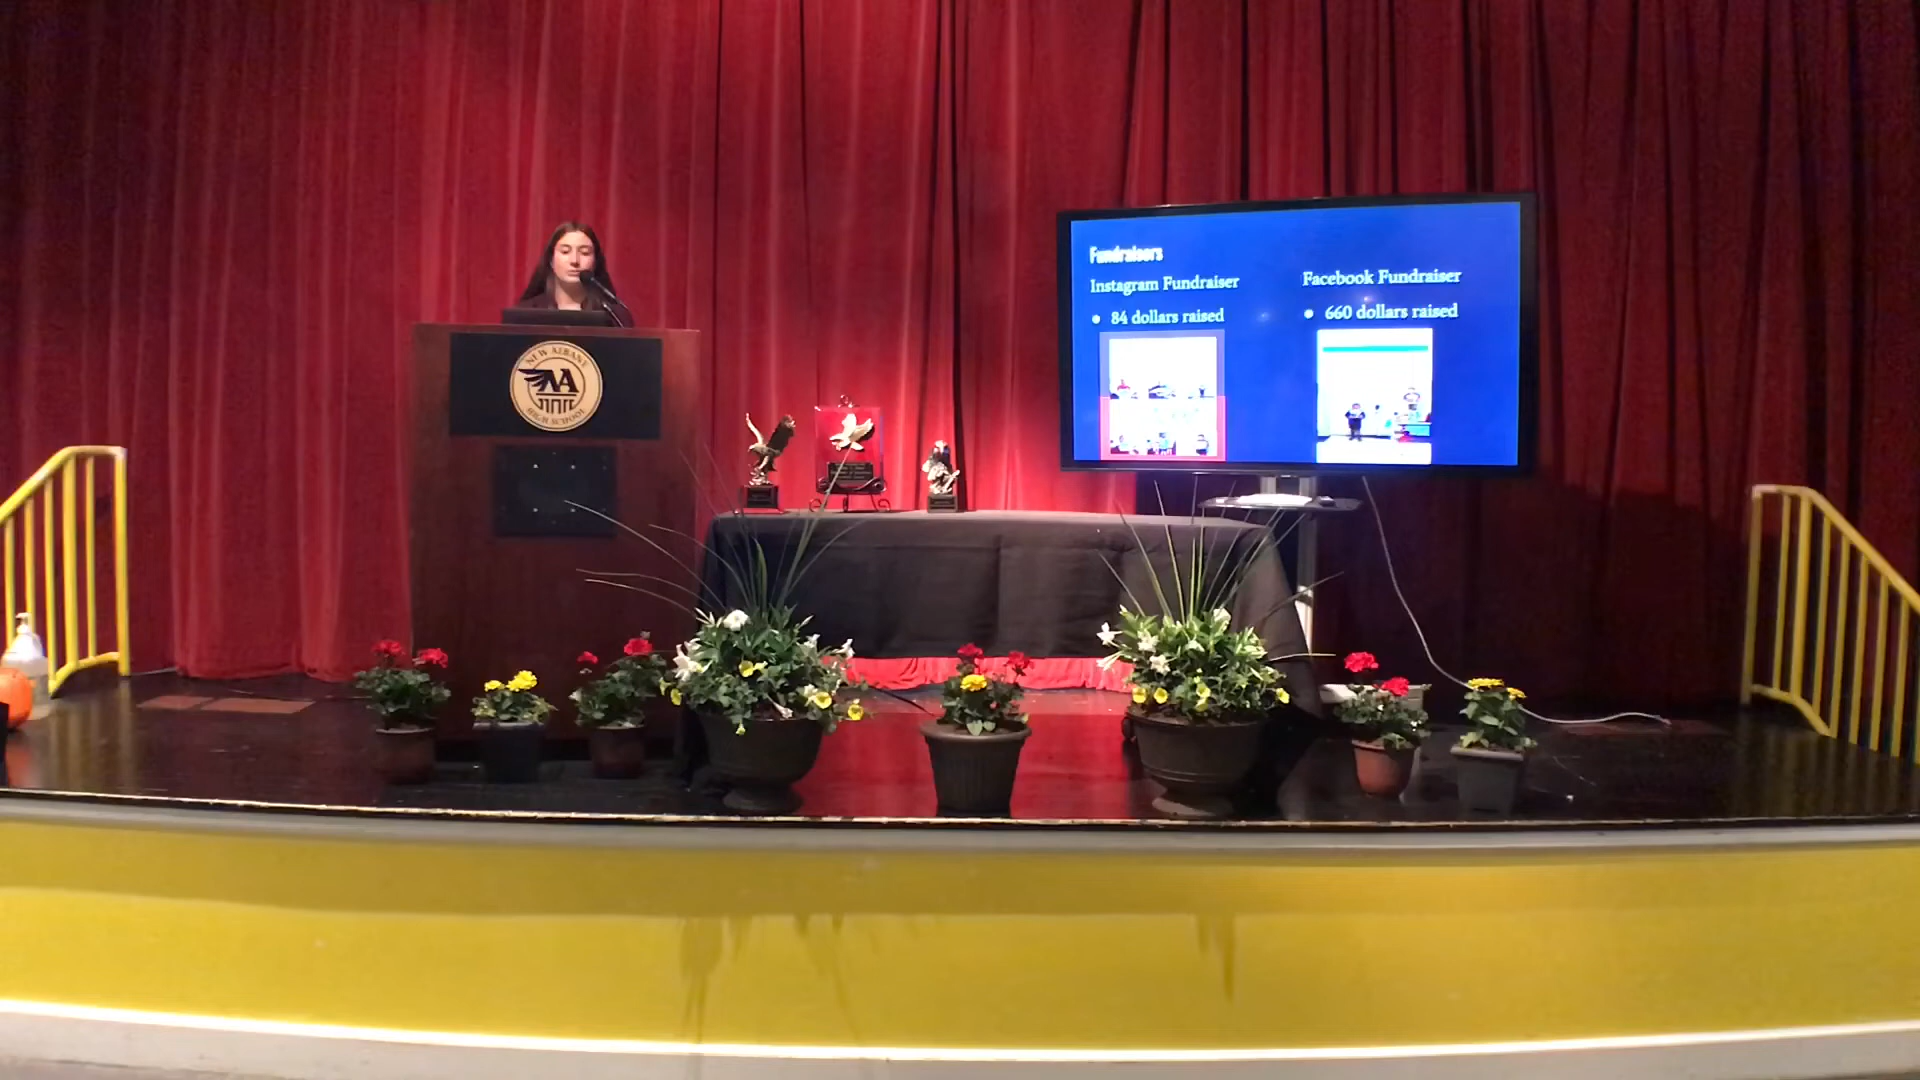 NEW ALBANY
NA
HIGH SCHOOL
Fundraisers
Instagram Fundraiser
● 84 dollars raised
Facebook Fundraiser
● 660 dollars raised